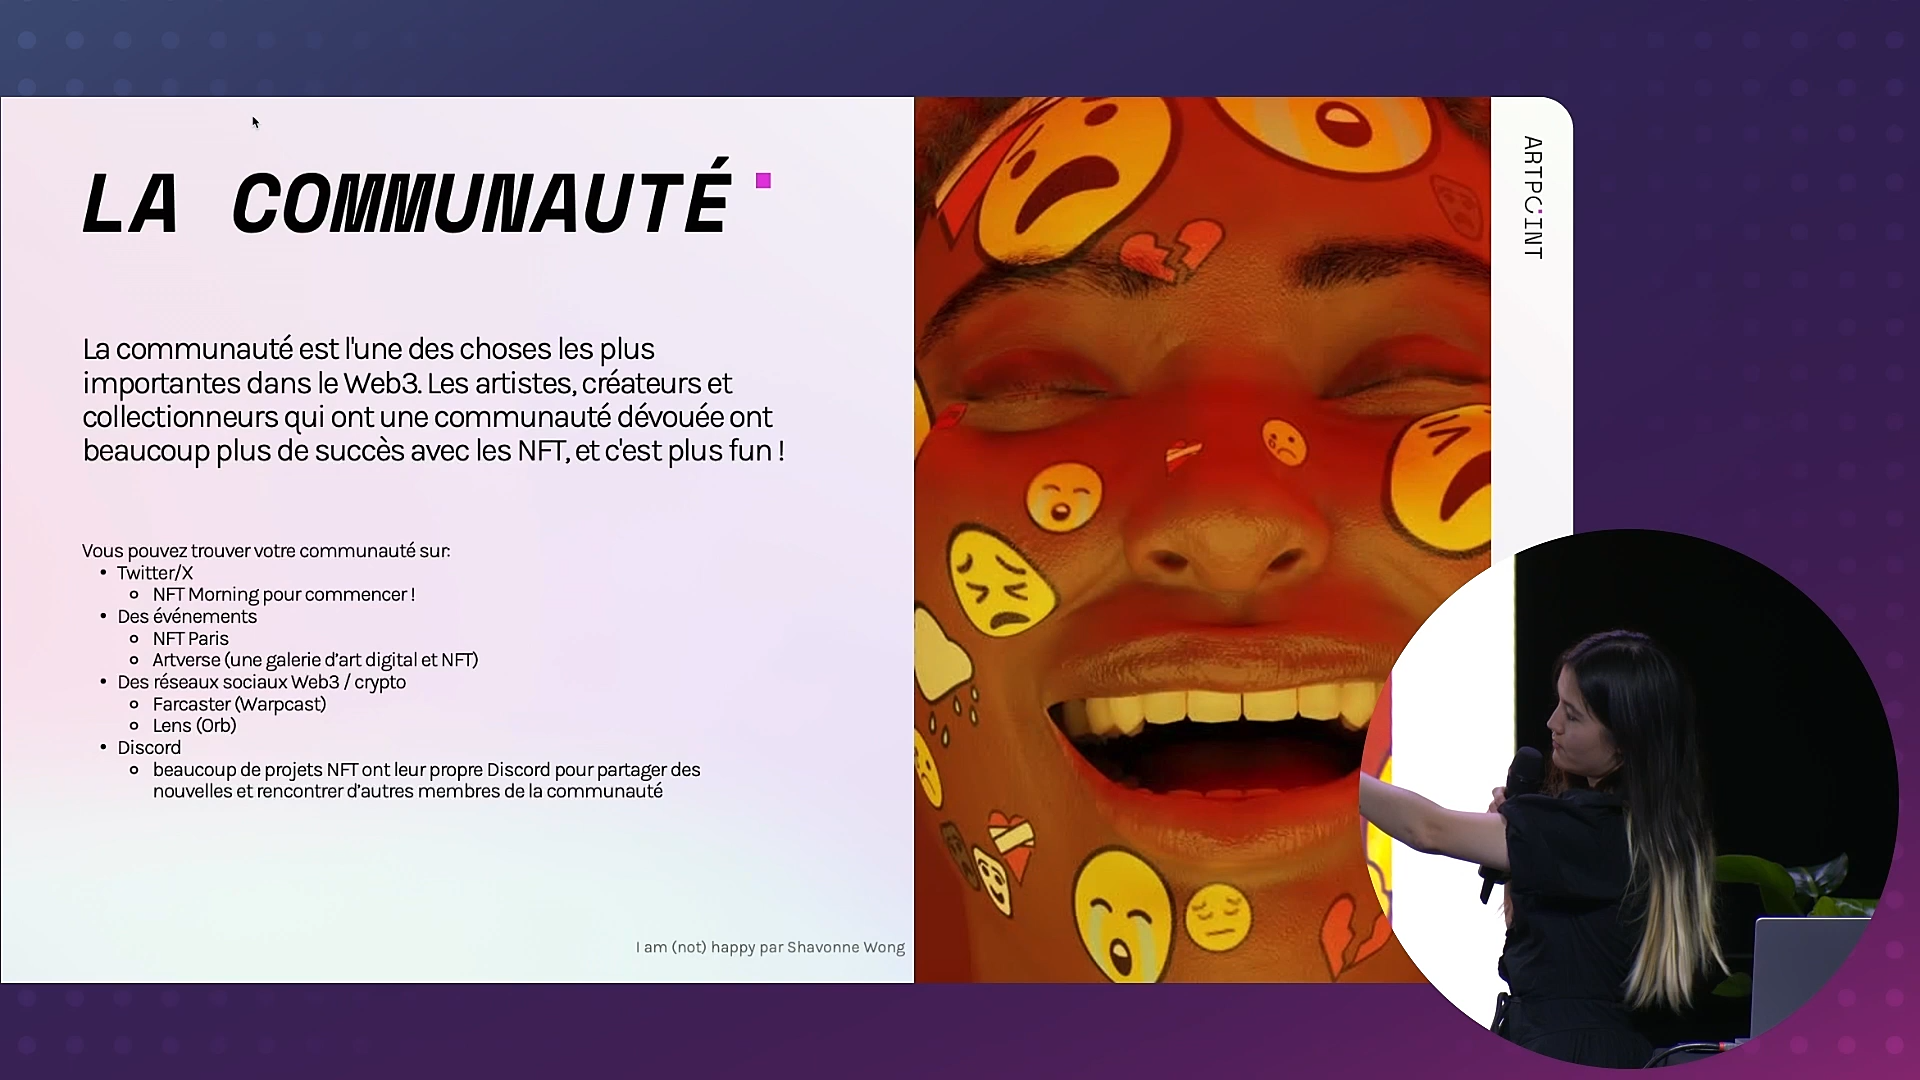 LA COMMUNAUTÉ
La communauté est l'une des choses les plus
importantes dans le Web3. Les artistes, créateurs et
collectionneurs qui ont une communauté dévouée ont
beaucoup plus de succès avec les NFT, et c'est plus fun !
Vous pouvez trouver votre communauté sur:
• Twitter/X
NFT Morning pour commencer !
• Des événements
NFT Paris
Artverse (une galerie d’art digital et NFT)
• Des réseaux sociaux Web3 / crypto
Farcaster (Warpcast)
Lens (Orb)
• Discord
beaucoup de projets NFT ont leur propre Discord pour partager des
nouvelles et rencontrer d’autres membres de la communauté
I am (not) happy par Shavonne Wong
ARTPOINT